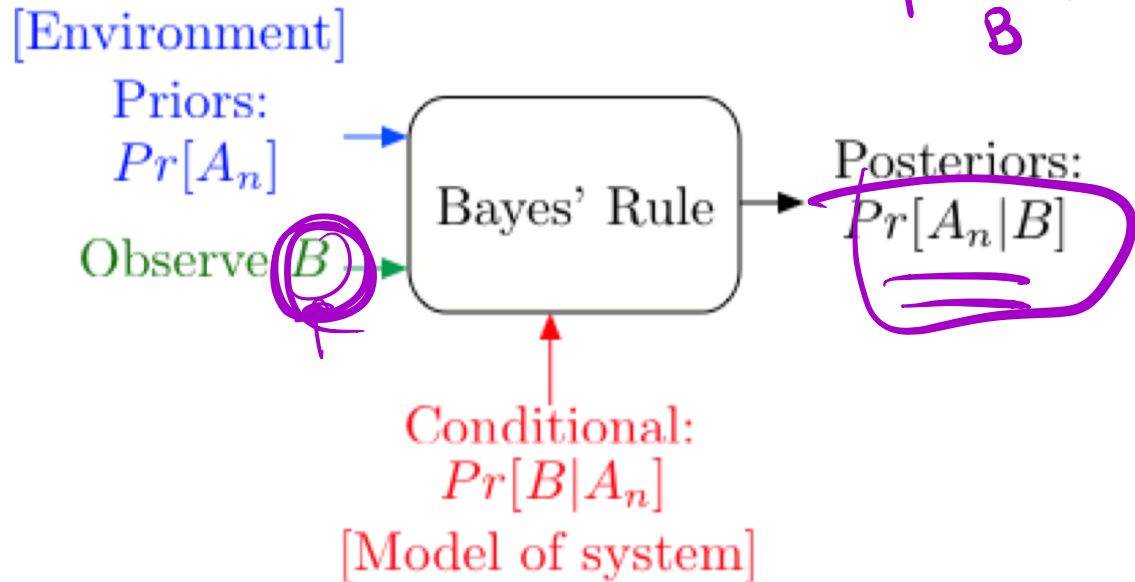 [Environment]
Priors:
Pr[A_n]
Observe B
B
Bayes' Rule
Posteriors:
Pr[A_n|B]
Conditional:
Pr[B|A_n]
[Model of system]